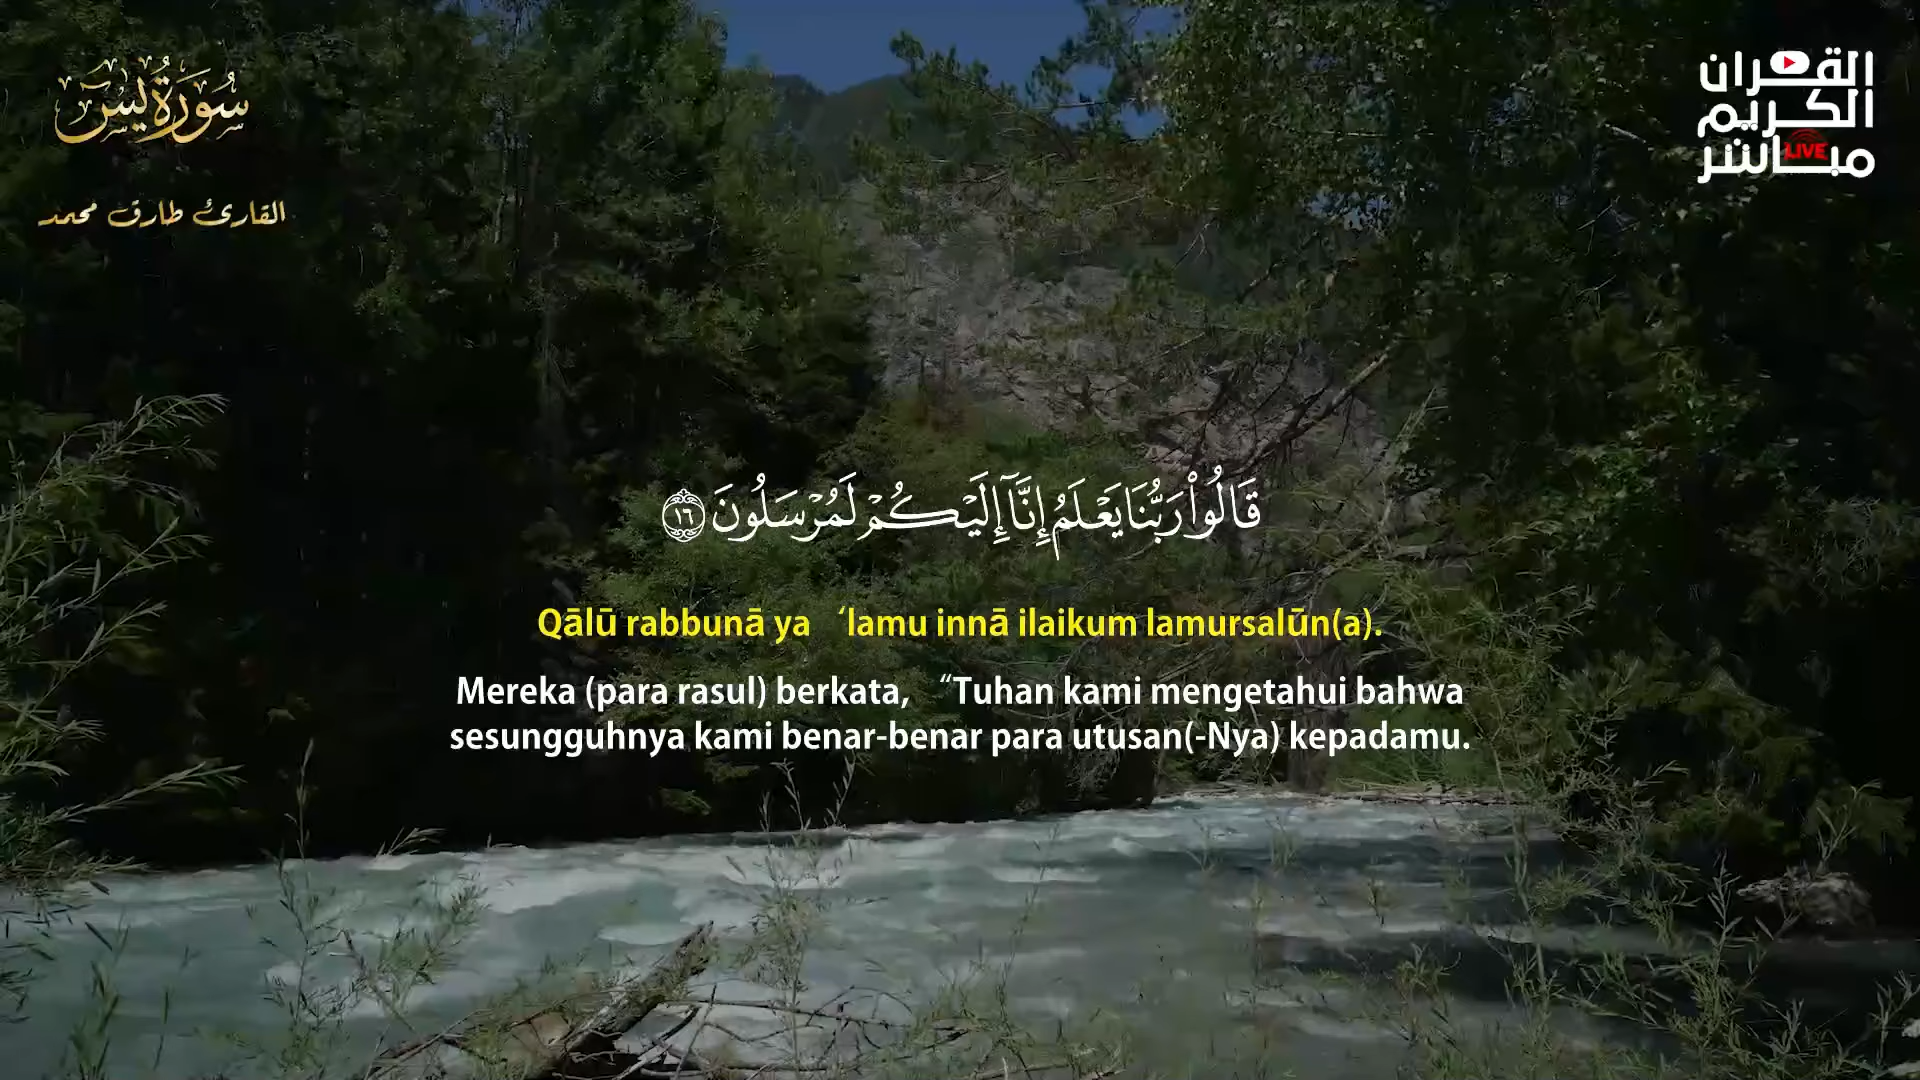 سورة يس
القارئ طارق محمد
القرآن
الكريم
مباشر
LIVE
قَالُوا۟ رَبُّنَا يَعْلَمُ إِنَّآ إِلَيْكُمْ لَمُرْسَلُونَ ١٦
Qālū rabbunā ya ‘lamu innā ilaikum lamursalūn(a).
Mereka (para rasul) berkata, “Tuhan kami mengetahui bahwa
sesungguhnya kami benar-benar para utusan(-Nya) kepadamu.